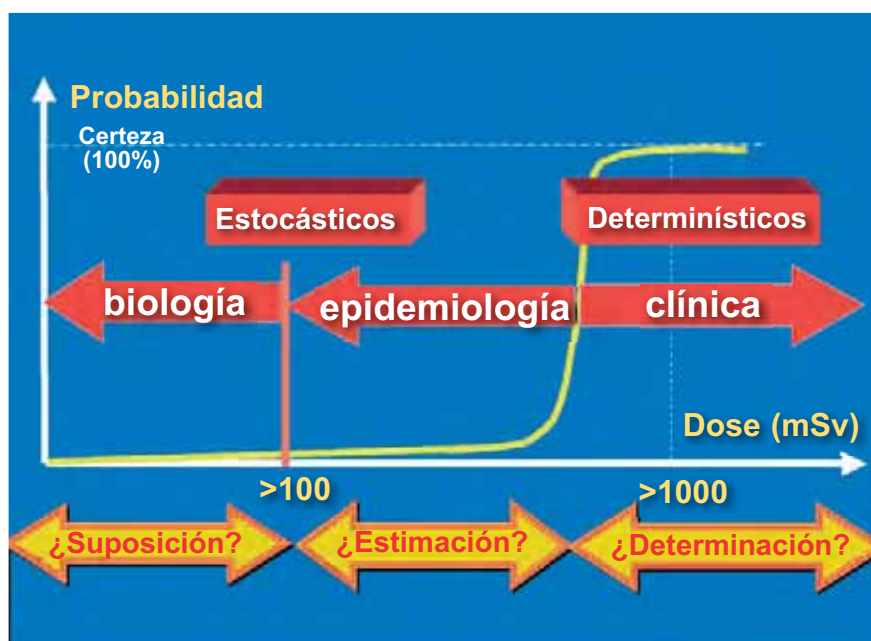 Probabilidad
Certeza
(100%)
Estocásticos
Determinísticos
biología
epidemiología
clínica
Dose (mSv)
>100
>1000
¿Suposición?
¿Estimación?
¿Determinación?